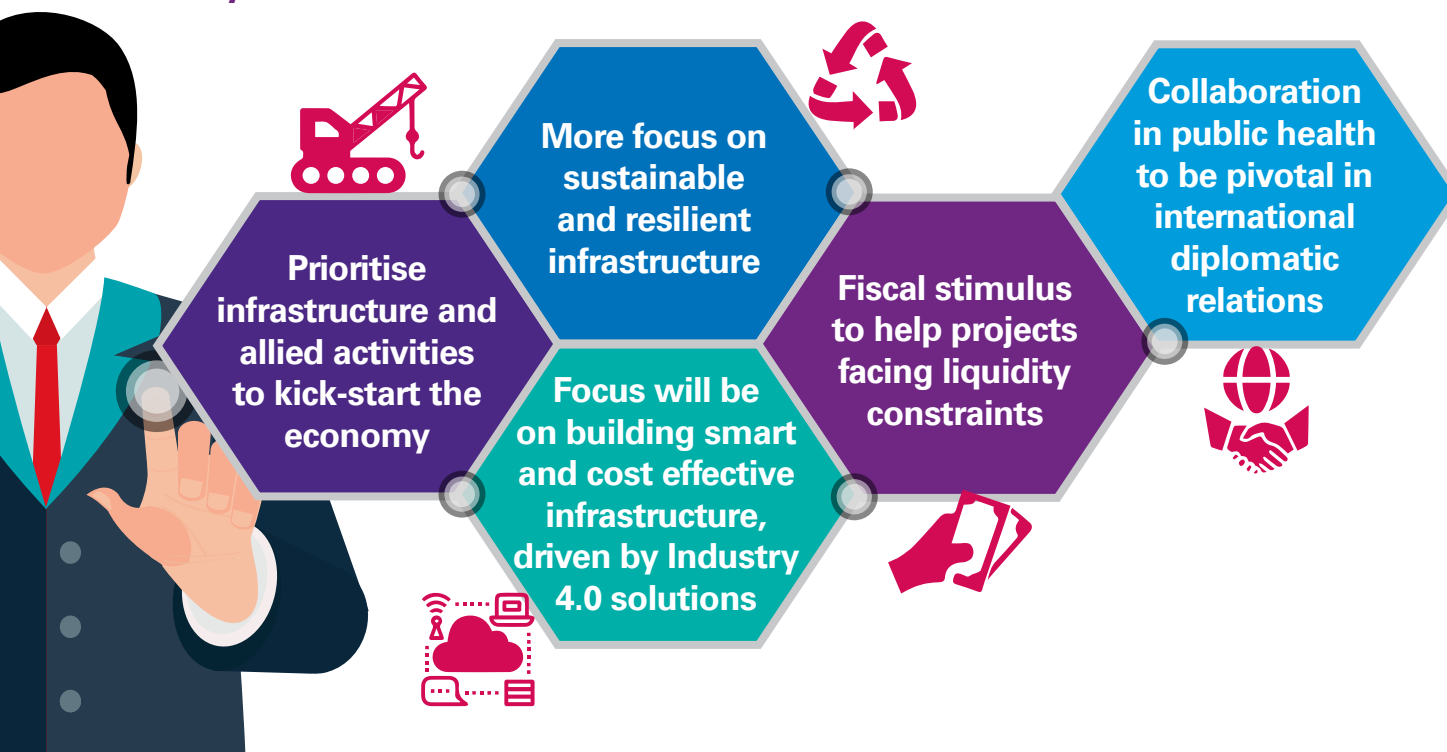 Prioritise
infrastructure and
allied activities
to kick-start the
economy
More focus on
sustainable
and resilient
infrastructure
Focus will be
on building smart
and cost effective
infrastructure,
driven by Industry
4.0 solutions
Fiscal stimulus
to help projects
facing liquidity
constraints
Collaboration
in public health
to be pivotal in
international
diplomatic
relations